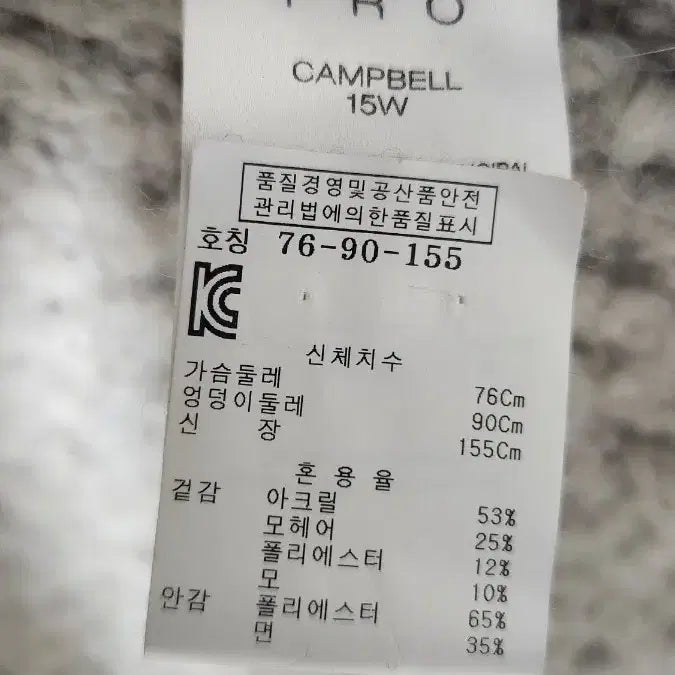 CAMPBELL
15W
품질경영및공산품안전
관리법에의한품질표시
호칭 76-90-155
신체치수
가슴둘레 76Cm
엉덩이둘레 90Cm
신 장 155Cm
혼 용 율
겉감 아크릴 53%
모헤어 25%
폴리에스터 12%
모 10%
안감 폴리에스터 65%
면 35%